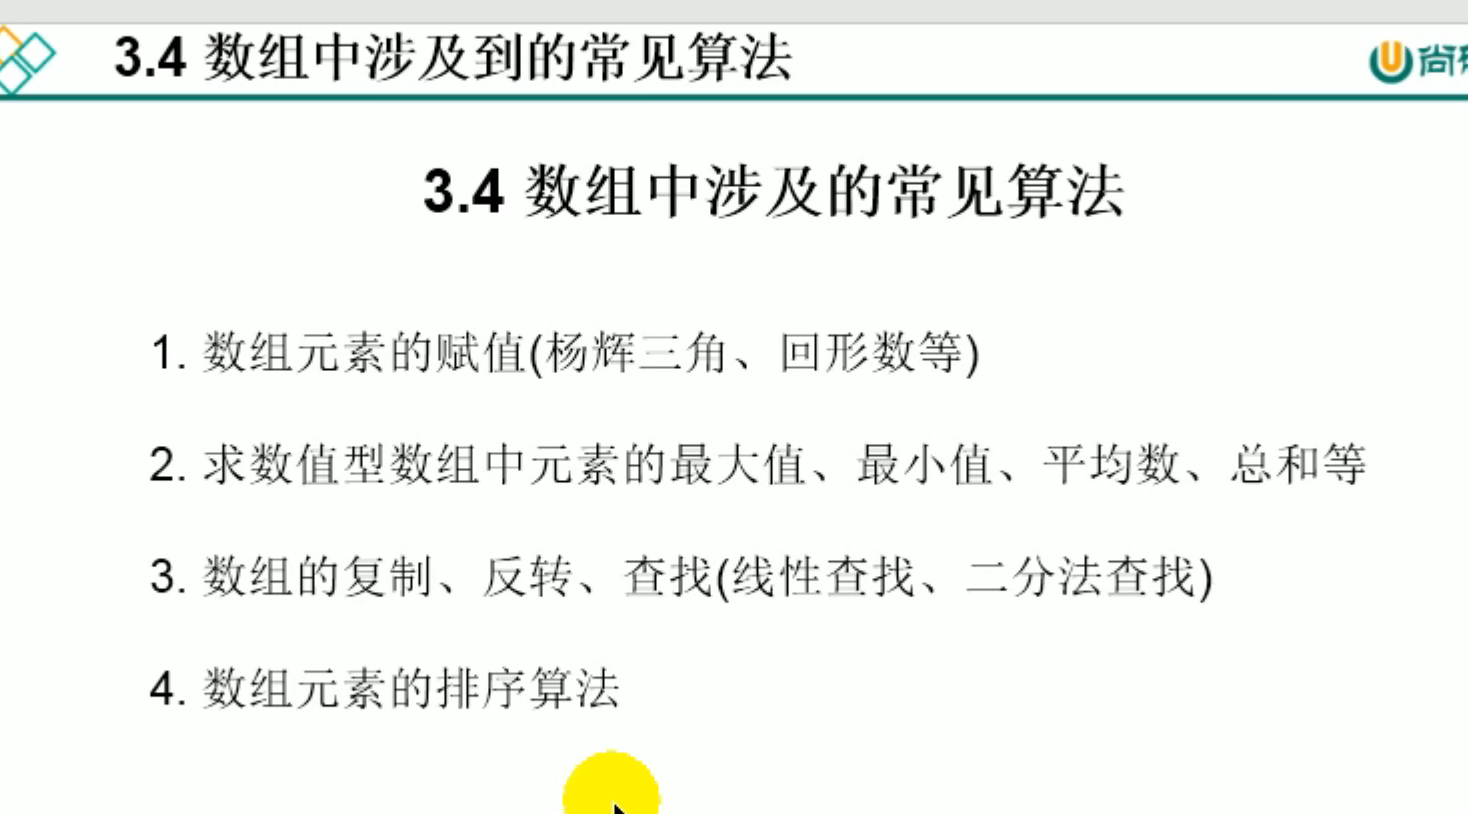 3.4 数组中涉及到的常见算法
尚
3.4 数组中涉及的常见算法
1. 数组元素的赋值(杨辉三角、回形数等)
2. 求数值型数组中元素的最大值、最小值、平均数、总和等
3. 数组的复制、反转、查找(线性查找、二分法查找)
4. 数组元素的排序算法